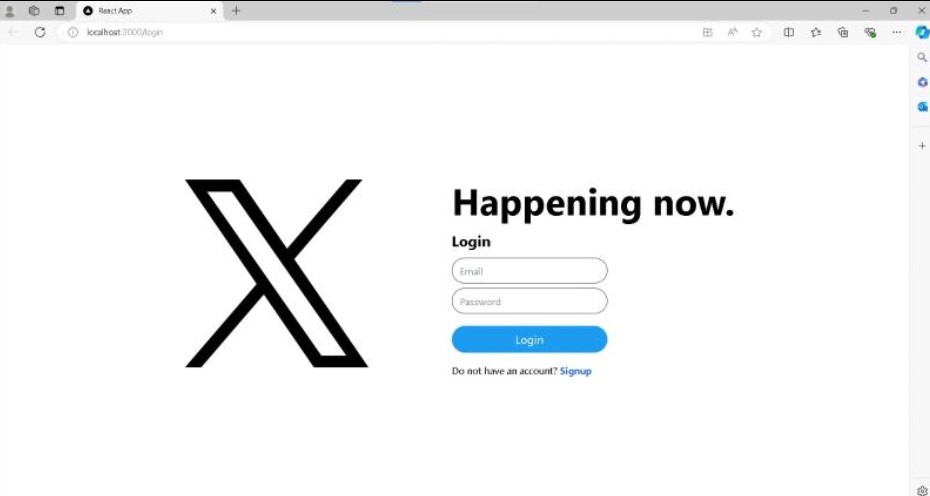 React App
localhost:3000/login
Happening now.
Login
Email
Password
Login
Do not have an account? Signup